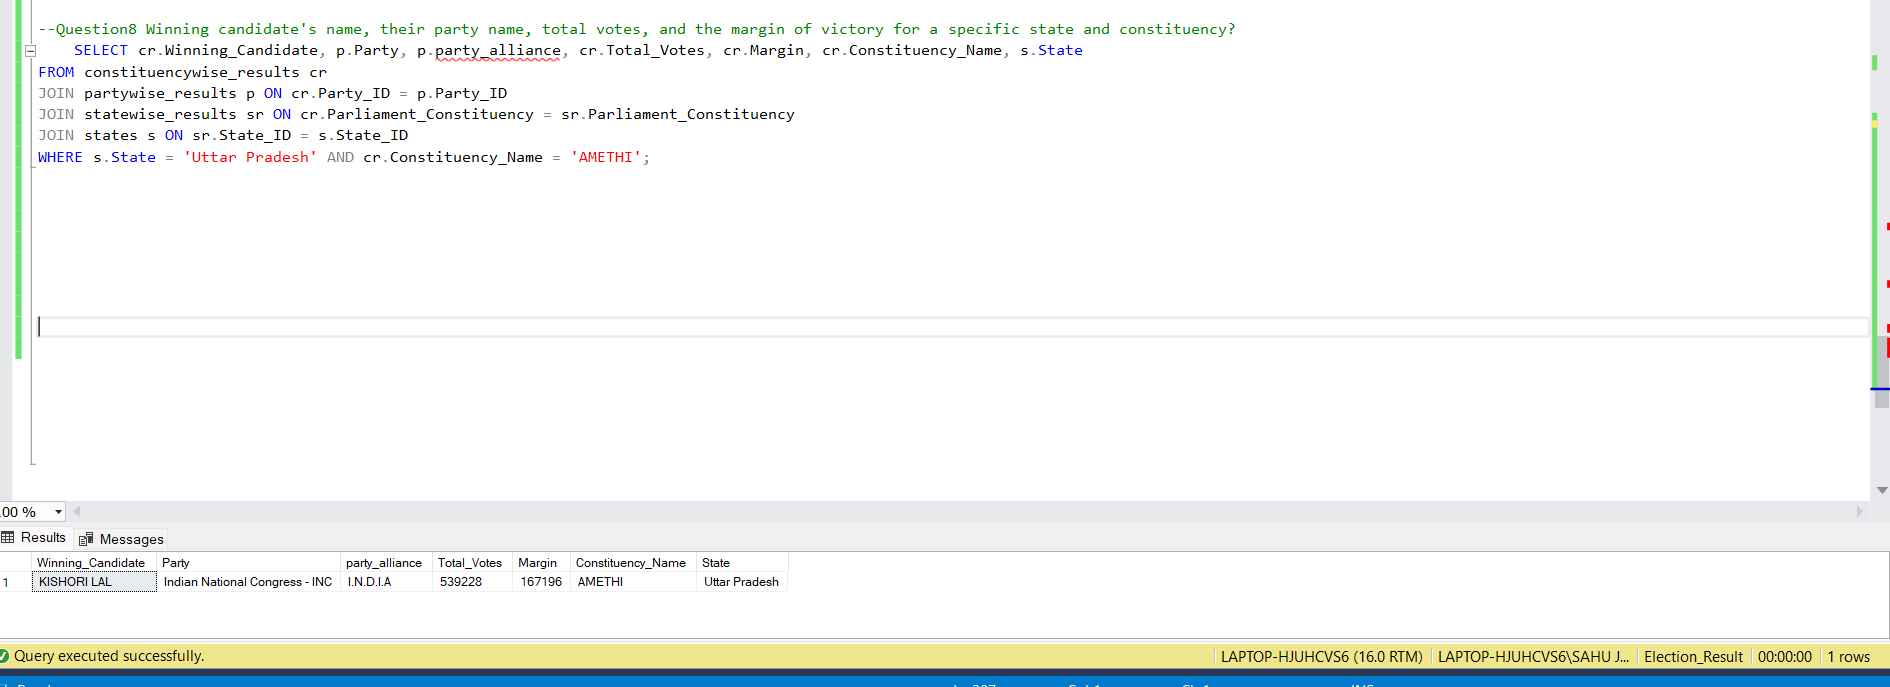 --Question8 Winning candidate's name, their party name, total votes, and the margin of victory for a specific state and constituency?
SELECT cr.Winning_Candidate, p.Party, p.party_alliance, cr.Total_Votes, cr.Margin, cr.Constituency_Name, s.State
FROM constituencywise_results cr
JOIN partywise_results p ON cr.Party_ID = p.Party_ID
JOIN statewise_results sr ON cr.Parliament_Constituency = sr.Parliament_Constituency
JOIN states s ON sr.State_ID = s.State_ID
WHERE s.State = 'Uttar Pradesh' AND cr.Constituency_Name = 'AMETHI';
.00 %
Results Messages
Winning_Candidate Party party_alliance Total_Votes Margin Constituency_Name State
1 KISHORI LAL Indian National Congress - INC I.N.D.I.A 539228 167196 AMETHI Uttar Pradesh
Query executed successfully. LAPTOP-HJUHCVS6 (16.0 RTM) LAPTOP-HJUHCVS6\SAHU J... Election_Result 00:00:00 1 rows